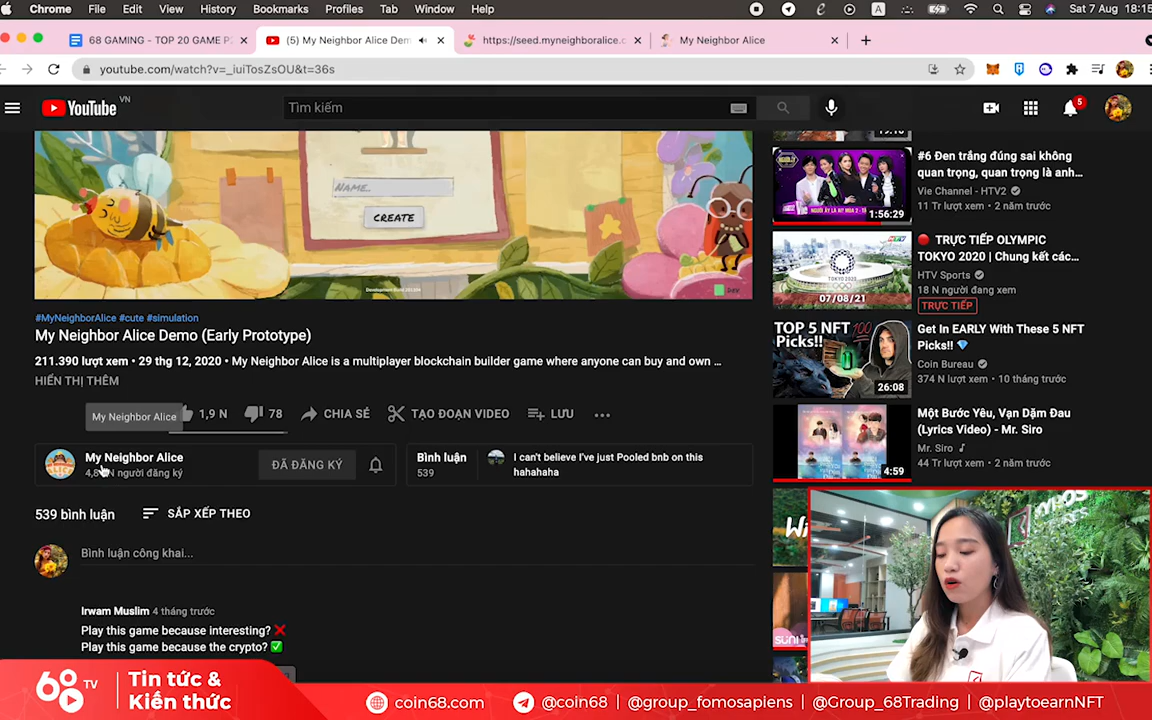 Chrome File Edit View History Bookmarks Profiles Tab Window Help
A
Sat 7 Aug 18:15
68 GAMING - TOP 20 GAME P2
(5) My Neighbor Alice Dem
https://seed.myneighboralice.c
My Neighbor Alice
youtube.com/watch?v=_iuiTosZsOU&t=36s
YouTube VN
Tìm kiếm
5
NAME..
CREATE
DEV
#MyNeighborAlice #cute #simulation
My Neighbor Alice Demo (Early Prototype)
211.390 lượt xem • 29 thg 12, 2020 • My Neighbor Alice is a multiplayer blockchain builder game where anyone can buy and own ...
HIỂN THỊ THÊM
My Neighbor Alice
1,9 N
78
CHIA SẺ
TẠO ĐOẠN VIDEO
LƯU
ALICE
My Neighbor Alice
người đăng ký
ĐÃ ĐĂNG KÝ
Bình luận
539
I can't believe I've just Pooled bnb on this
hahahaha
539 bình luận
SẮP XẾP THEO
Bình luận công khai...
Irwam Muslim 4 tháng trước
Play this game because interesting? ❌
Play this game because the crypto? ✅
1:56:29
#6 Đen trắng đúng sai không
quan trọng, quan trọng là anh...
Vie Channel - HTV2
11 Tr lượt xem • 2 năm trước
07/08/21
🔴 TRỰC TIẾP OLYMPIC
TOKYO 2020 | Chung kết các...
HTV Sports
18 N người đang xem
TRỰC TIẾP
TOP 5 NFT
PICKS!!
100
26:08
Get In EARLY With These 5 NFT
Picks!! 💎
Coin Bureau
374 N lượt xem • 10 tháng trước
4:59
Một Bước Yêu, Vạn Dặm Đau
(Lyrics Video) - Mr. Siro
Mr. Siro
44 Tr lượt xem • 2 năm trước
68 TV
Tin tức &
Kiến thức
coin68.com
@coin68 | @group_fomosapiens | @Group_68Trading | @playtoearnNFT